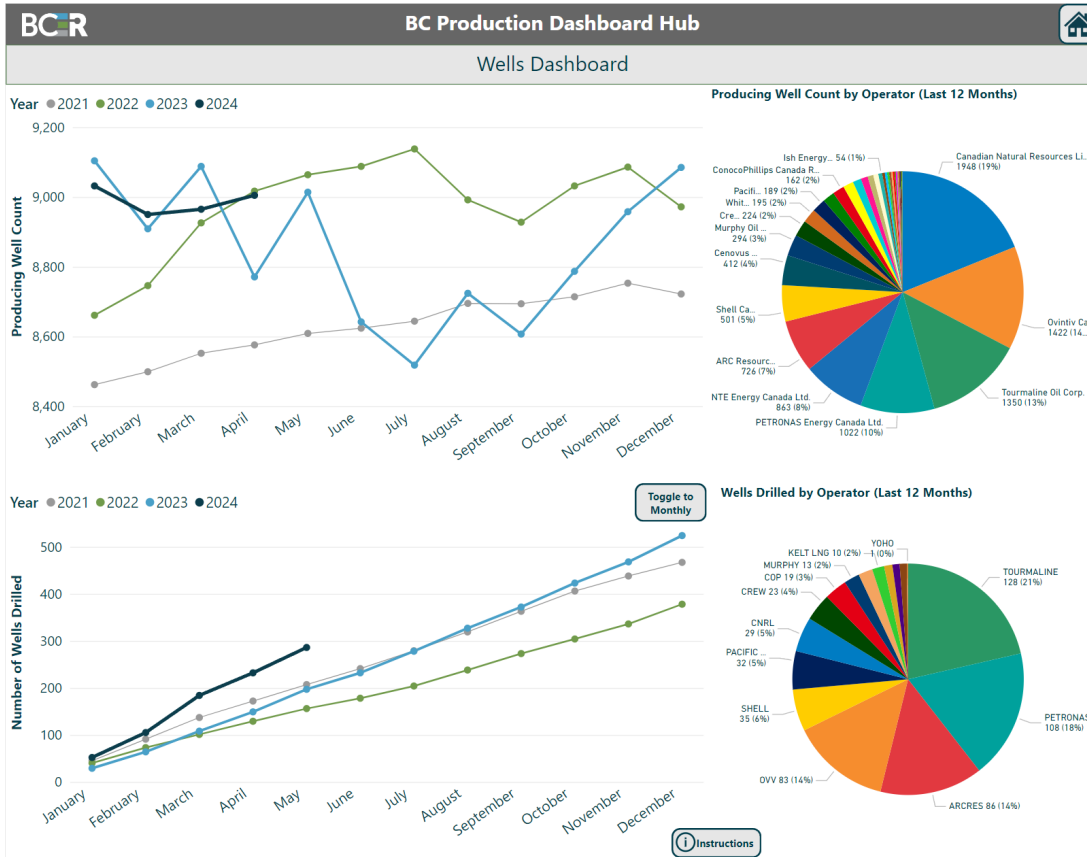 BCER
BC Production Dashboard Hub
Wells Dashboard
Year 2021 2022 2023 2024
9,200
9,000
8,800
8,600
8,400
Producing Well Count
January
February
March
April
May
June
July
August
September
October
November
December
Producing Well Count by Operator (Last 12 Months)
Ish Energy... 54 (1%)
ConocoPhillips Canada R...
162 (2%)
Pacifi... 189 (2%)
Whit... 195 (2%)
Cre... 224 (2%)
Murphy Oil ...
294 (3%)
Cenovus ...
412 (4%)
Shell Ca...
501 (5%)
ARC Resourc...
726 (7%)
NTE Energy Canada Ltd.
863 (8%)
PETRONAS Energy Canada Ltd.
1022 (10%)
Canadian Natural Resources Li...
1948 (19%)
Ovintiv Ca
1422 (14...
Tourmaline Oil Corp.
1350 (13%)
Year 2021 2022 2023 2024
Toggle to
Monthly
500
400
300
200
100
0
Number of Wells Drilled
January
February
March
April
May
June
July
August
September
October
November
December
Wells Drilled by Operator (Last 12 Months)
YOHO
1 (0%)
KELT LNG 10 (2%)
MURPHY 13 (2%)
COP 19 (3%)
CREW 23 (4%)
CNRL
29 (5%)
PACIFIC ...
32 (5%)
SHELL
35 (6%)
OVV 83 (14%)
ARCRES 86 (14%)
TOURMALINE
128 (21%)
PETRONAS
108 (18%)
i Instructions